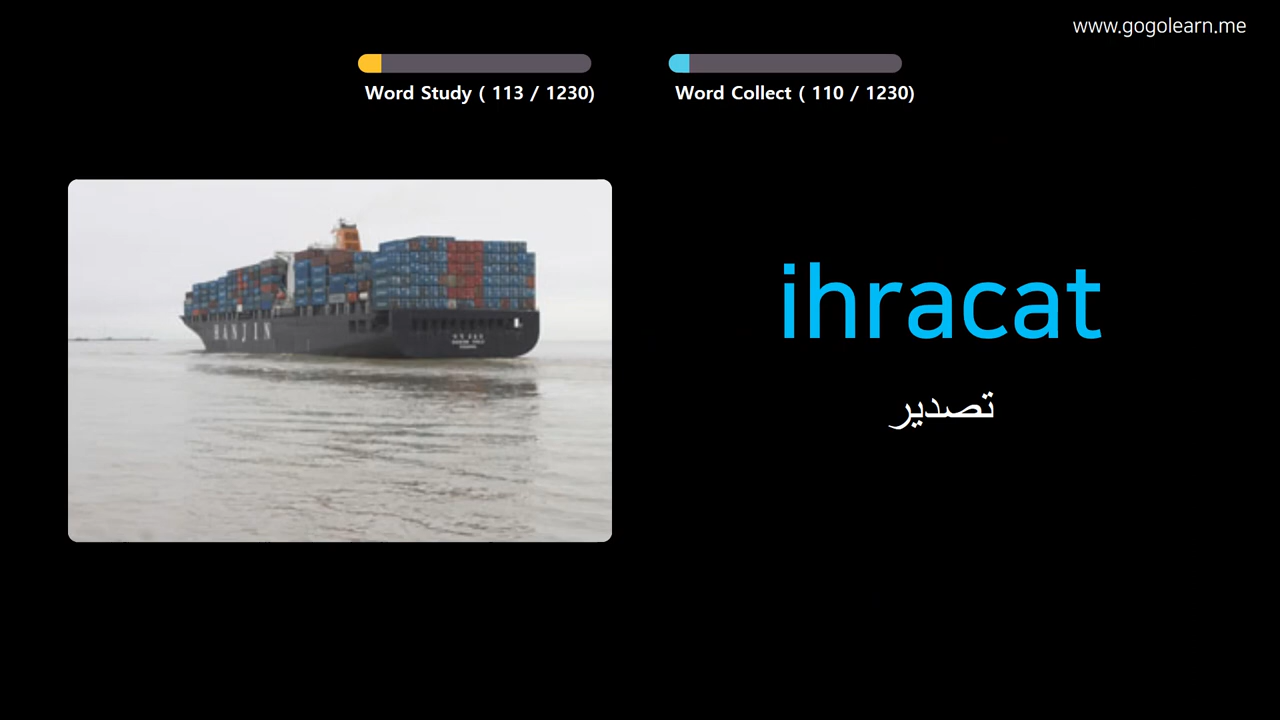 www.gogolearn.me
Word Study ( 113 / 1230)
Word Collect ( 110 / 1230)
HANJIN
ihracat
تصدير